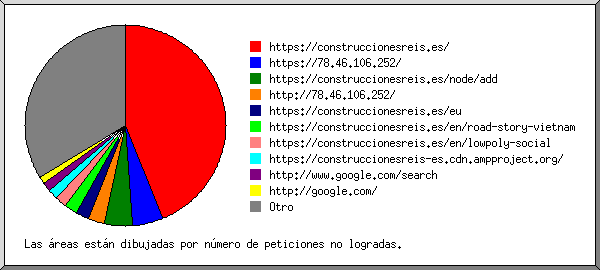 https://construccionesreis.es/
https://78.46.106.252/
https://construccionesreis.es/node/add
http://78.46.106.252/
https://construccionesreis.es/eu
https://construccionesreis.es/en/road-story-vietnam
https://construccionesreis.es/en/lowpoly-social
https://construccionesreis-es.cdn.ampproject.org/
http://www.google.com/search
http://google.com/
Otro
Las áreas están dibujadas por número de peticiones no logradas.